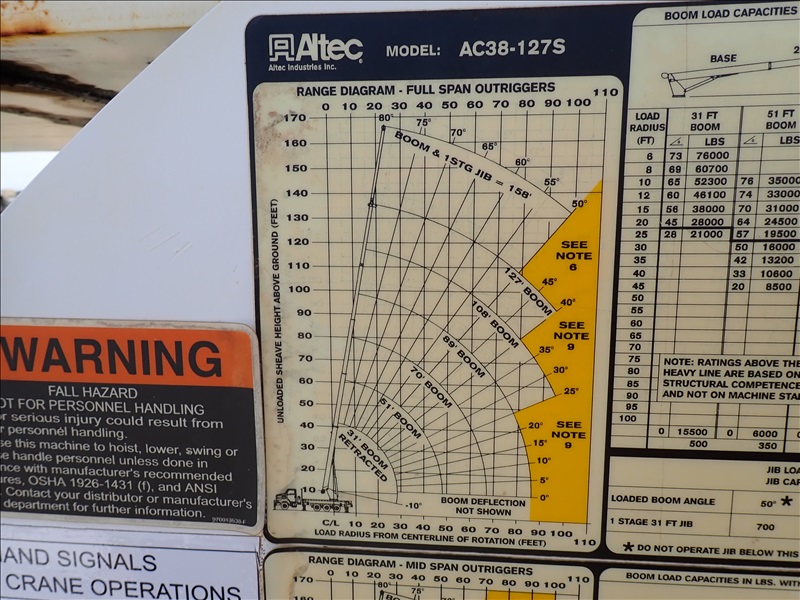 Altec
Altec Industries Inc.
MODEL: AC38-127S
RANGE DIAGRAM - FULL SPAN OUTRIGGERS
0 10 20 30 40 50 60 70 80 90 100 110
170
160
150
140
130
120
110
100
90
80
70
60
50
40
30
20
10
0
UNLOADED SHEAVE HEIGHT ABOVE GROUND (FEET)
80° 75° 70° 65° 60° 55° 50°
BOOM & 1STG JIB = 158'
SEE
NOTE
6
45°
40°
127' BOOM
108' BOOM
SEE
NOTE
9
35°
30°
25°
89' BOOM
70' BOOM
51' BOOM
31' BOOM
RETRACTED
SEE
NOTE
9
20°
15°
10°
5°
0°
-10°
BOOM DEFLECTION
NOT SHOWN
C/L 10 20 30 40 50 60 70 80 90 100 110
LOAD RADIUS FROM CENTERLINE OF ROTATION (FEET)
RANGE DIAGRAM - MID SPAN OUTRIGGERS
0 10 20 30 40 50 60 70 80 90 100 110
170
160
80° 75°
BOOM LOAD CAPACITIES
BASE
LOAD
RADIUS
(FT)
31 FT
BOOM
51 FT
BOOM
LBS LBS
6 73 76000
8 69 60700
10 65 52300 76 35000
12 60 46100 74 33000
15 56 38000 70 31000
20 45 28000 64 24500
25 28 21000 57 19500
30 50 16000
35 42 13200
40 33 10600
45 20 8500
50
55
60
65
70
75
80
85
90
95
100
NOTE: RATINGS ABOVE THE
HEAVY LINE ARE BASED ON
STRUCTURAL COMPETENCE
AND NOT ON MACHINE STA
0 15500 0 6000 0
500 350
JIB LOA
JIB CAP
LOADED BOOM ANGLE 50° *
1 STAGE 31 FT JIB 700
* DO NOT OPERATE JIB BELOW THIS
BOOM LOAD CAPACITIES IN LBS. WITH
WARNING
FALL HAZARD
OT FOR PERSONNEL HANDLING
or serious injury could result from
personnel handling.
se this machine to hoist, lower, swing or
se handle personnel unless done in
ance with manufacturer's recommended
ures, OSHA 1926-1431 (f), and ANSI
. Contact your distributor or manufacturer's
department for further information.
HAND SIGNALS
CRANE OPERATIONS